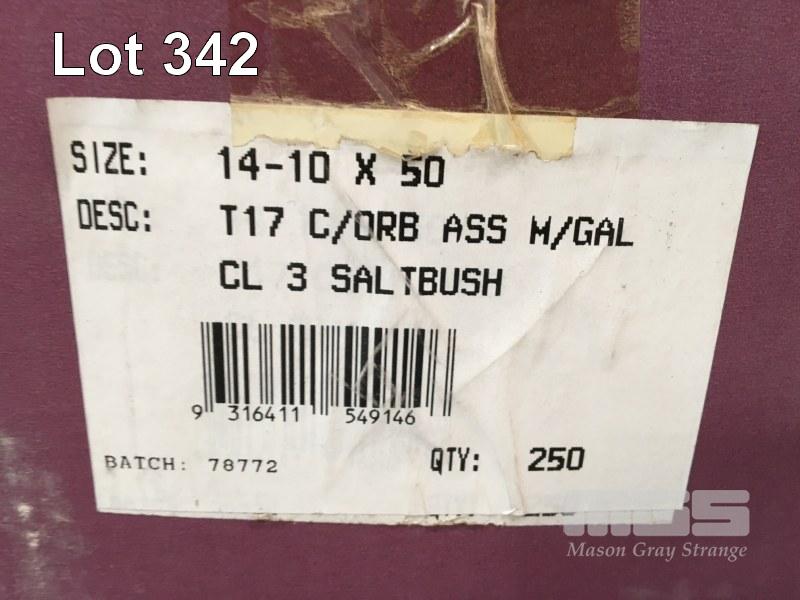 Lot 342
SIZE: 14-10 X 50
DESC: T17 C/ORB ASS M/GAL
CL 3 SALTBUSH
9 316411 549146
BATCH: 78772 QTY: 250
MGS
Mason Gray Strange